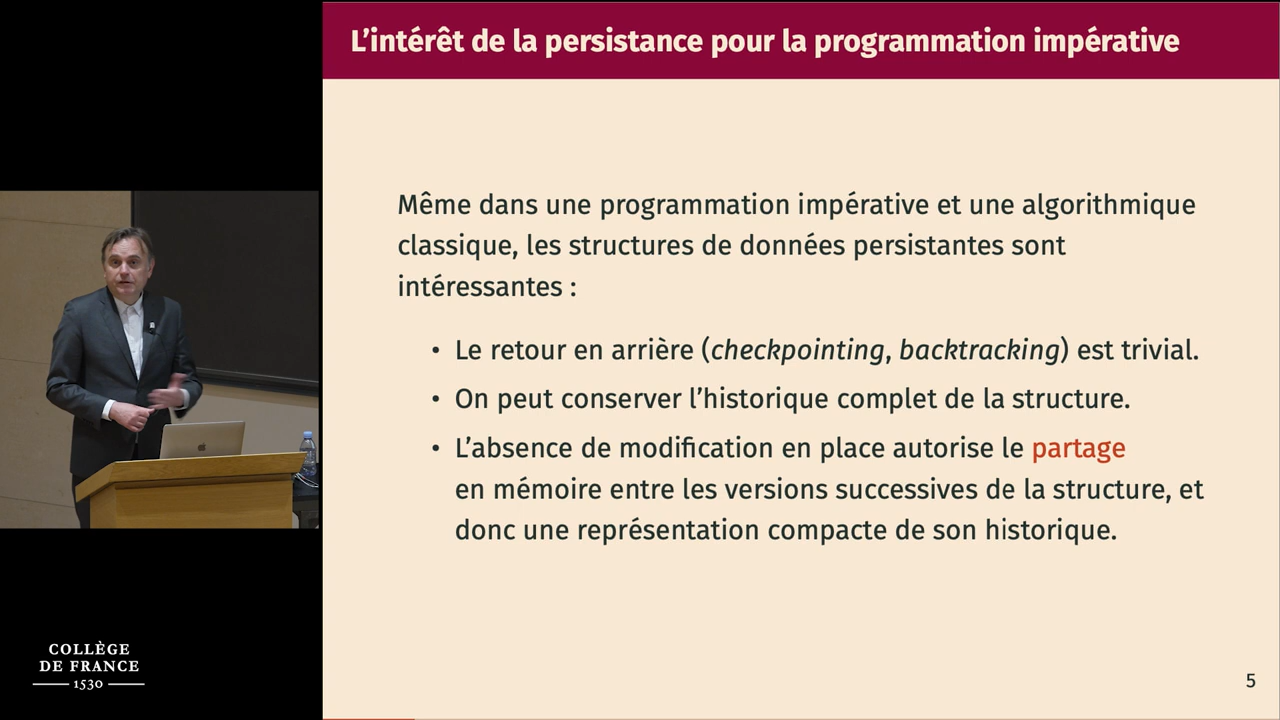 L'intérêt de la persistance pour la programmation impérative
Même dans une programmation impérative et une algorithmique
classique, les structures de données persistantes sont
intéressantes :
• Le retour en arrière (checkpointing, backtracking) est trivial.
• On peut conserver l'historique complet de la structure.
• L'absence de modification en place autorise le partage
en mémoire entre les versions successives de la structure, et
donc une représentation compacte de son historique.
COLLÈGE
DE FRANCE
1530
5